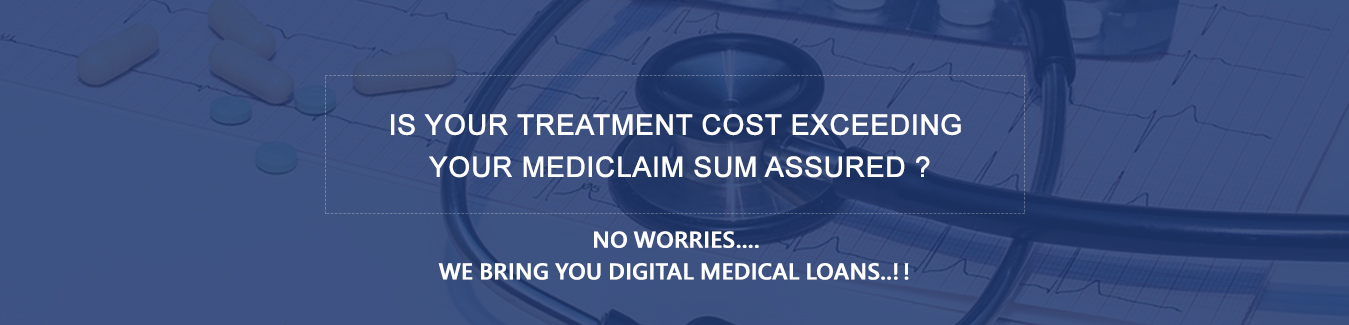 IS YOUR TREATMENT COST EXCEEDING
YOUR MEDICLAIM SUM ASSURED ?
NO WORRIES....
WE BRING YOU DIGITAL MEDICAL LOANS..!!